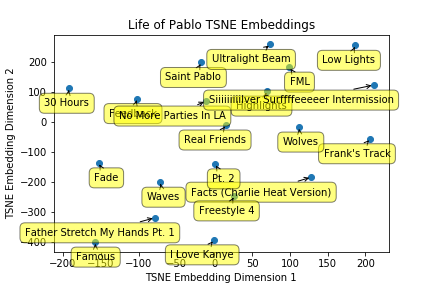 Life of Pablo TSNE Embeddings
TSNE Embedding Dimension 2
200
100
0
−100
−200
−300
−400
Ultralight Beam
Low Lights
Saint Pablo
FML
30 Hours
Siiiiiiiiilver Surffffeeeeer Intermission
Highlights
No More Parties In LA
Real Friends
Wolves
Frank's Track
Fade
Pt. 2
Waves
Facts (Charlie Heat Version)
Freestyle 4
Father Stretch My Hands Pt. 1
Famous
I Love Kanye
−200 −150 −100 −50 0 50 100 150 200
TSNE Embedding Dimension 1